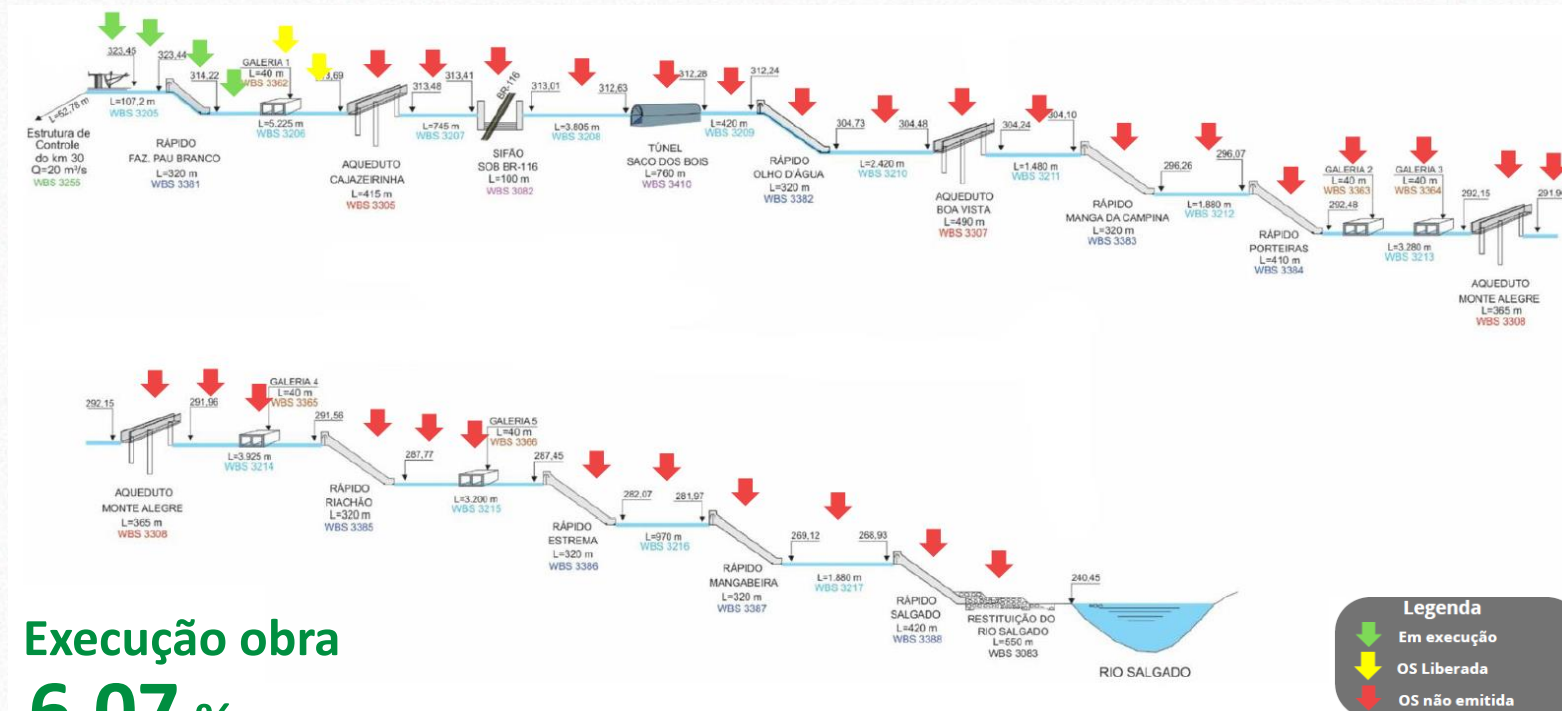 323,45
323,44
314,22
GALERIA 1
L=40 m
WBS 3362
3,69
313,48
313,41
BR-116
313,01
312,63
312,28
312,24
L=52,78 m
L=107,2 m
WBS 3205
Estrutura de
Controle
do km 30
Q=20 m³/s
WBS 3255
RÁPIDO
FAZ. PAU BRANCO
L=320 m
WBS 3381
L=5.225 m
WBS 3206
AQUEDUTO
CAJAZEIRINHA
L=415 m
WBS 3305
L=745 m
WBS 3207
SIFÃO
SOB BR-116
L=100 m
WBS 3082
L=3.805 m
WBS 3208
TÚNEL
SACO DOS BOIS
L=760 m
WBS 3410
L=420 m
WBS 3209
RÁPIDO
OLHO D'ÁGUA
L=320 m
WBS 3382
304,73
304,48
L=2.420 m
WBS 3210
AQUEDUTO
BOA VISTA
L=490 m
WBS 3307
304,24
304,10
L=1.480 m
WBS 3211
RÁPIDO
MANGA DA CAMPINA
L=320 m
WBS 3383
296,26
296,07
L=1.880 m
WBS 3212
RÁPIDO
PORTEIRAS
L=410 m
WBS 3384
GALERIA 2
L=40 m
WBS 3363
292,48
GALERIA 3
L=40 m
WBS 3364
L=3.280 m
WBS 3213
292,15
291,9
AQUEDUTO
MONTE ALEGRE
L=365 m
WBS 3308
292,15
291,96
GALERIA 4
L=40 m
WBS 3365
291,56
AQUEDUTO
MONTE ALEGRE
L=365 m
WBS 3308
L=3.925 m
WBS 3214
RÁPIDO
RIACHÃO
L=320 m
WBS 3385
287,77
GALERIA 5
L=40 m
WBS 3366
287,45
L=3.200 m
WBS 3215
RÁPIDO
ESTREMA
L=320 m
WBS 3386
282,07
281,97
L=970 m
WBS 3216
RÁPIDO
MANGABEIRA
L=320 m
WBS 3387
269,12
268,93
L=1.880 m
WBS 3217
RÁPIDO
SALGADO
L=420 m
WBS 3388
RESTITUIÇÃO DO
RIO SALGADO
L=550 m
WBS 3083
240,45
RIO SALGADO
Execução obra
6,07 %
Legenda
Em execução
OS Liberada
OS não emitida